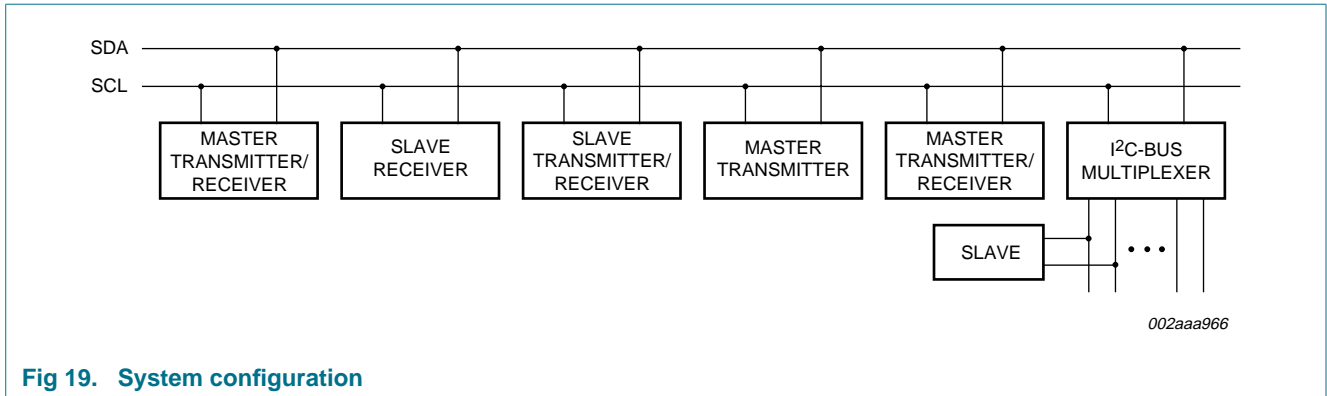 SDA
SCL
MASTER
TRANSMITTER/
RECEIVER
SLAVE
RECEIVER
SLAVE
TRANSMITTER/
RECEIVER
MASTER
TRANSMITTER
MASTER
TRANSMITTER/
RECEIVER
I²C-BUS
MULTIPLEXER
SLAVE
002aaa966
Fig 19. System configuration